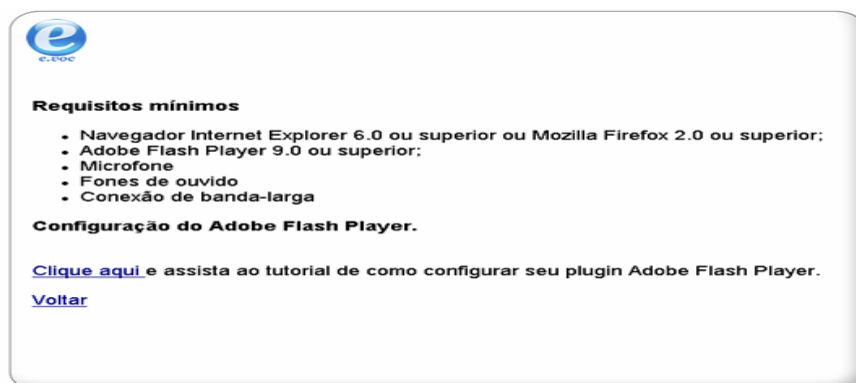 e.voc
Requisitos mínimos
• Navegador Internet Explorer 6.0 ou superior ou Mozilla Firefox 2.0 ou superior;
• Adobe Flash Player 9.0 ou superior;
• Microfone
• Fones de ouvido
• Conexão de banda-larga
Configuração do Adobe Flash Player.
Clique aqui e assista ao tutorial de como configurar seu plugin Adobe Flash Player.
Voltar